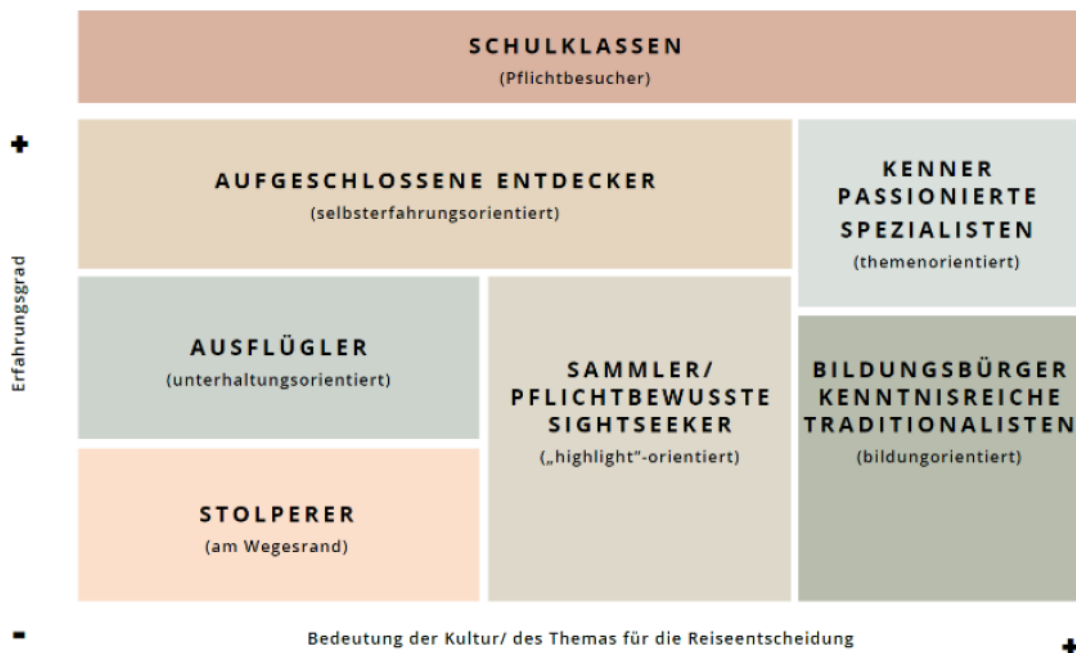 SCHULKLASSEN
(Pflichtbesucher)
+
Erfahrungsgrad
AUFGESCHLOSSENE ENTDECKER
(selbsterfahrungsorientiert)
KENNER
PASSIONIERTE
SPEZIALISTEN
(themenorientiert)
AUSFLÜGLER
(unterhaltungsorientiert)
SAMMLER/
PFLICHTBEWUSSTE
SIGHTSEEKER
(„highlight“-orientiert)
BILDUNGSBÜRGER
KENNTNISREICHE
TRADITIONALISTEN
(bildungorientiert)
STOLPERER
(am Wegesrand)
-
Bedeutung der Kultur/ des Themas für die Reiseentscheidung
+